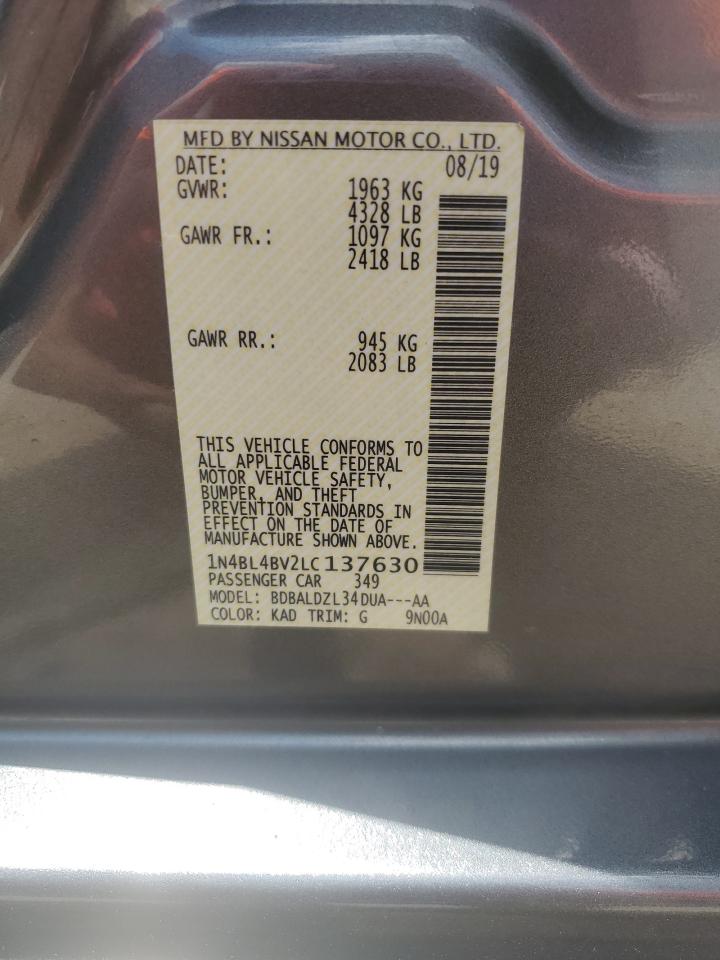 MFD BY NISSAN MOTOR CO., LTD.
DATE: 08/19
GVWR: 1963 KG
4328 LB
GAWR FR.: 1097 KG
2418 LB
GAWR RR.: 945 KG
2083 LB
THIS VEHICLE CONFORMS TO
ALL APPLICABLE FEDERAL
MOTOR VEHICLE SAFETY,
BUMPER, AND THEFT
PREVENTION STANDARDS IN
EFFECT ON THE DATE OF
MANUFACTURE SHOWN ABOVE.
1N4BL4BV2LC137630
PASSENGER CAR 349
MODEL: BDBALDZL34DUA---AA
COLOR: KAD TRIM: G 9N00A